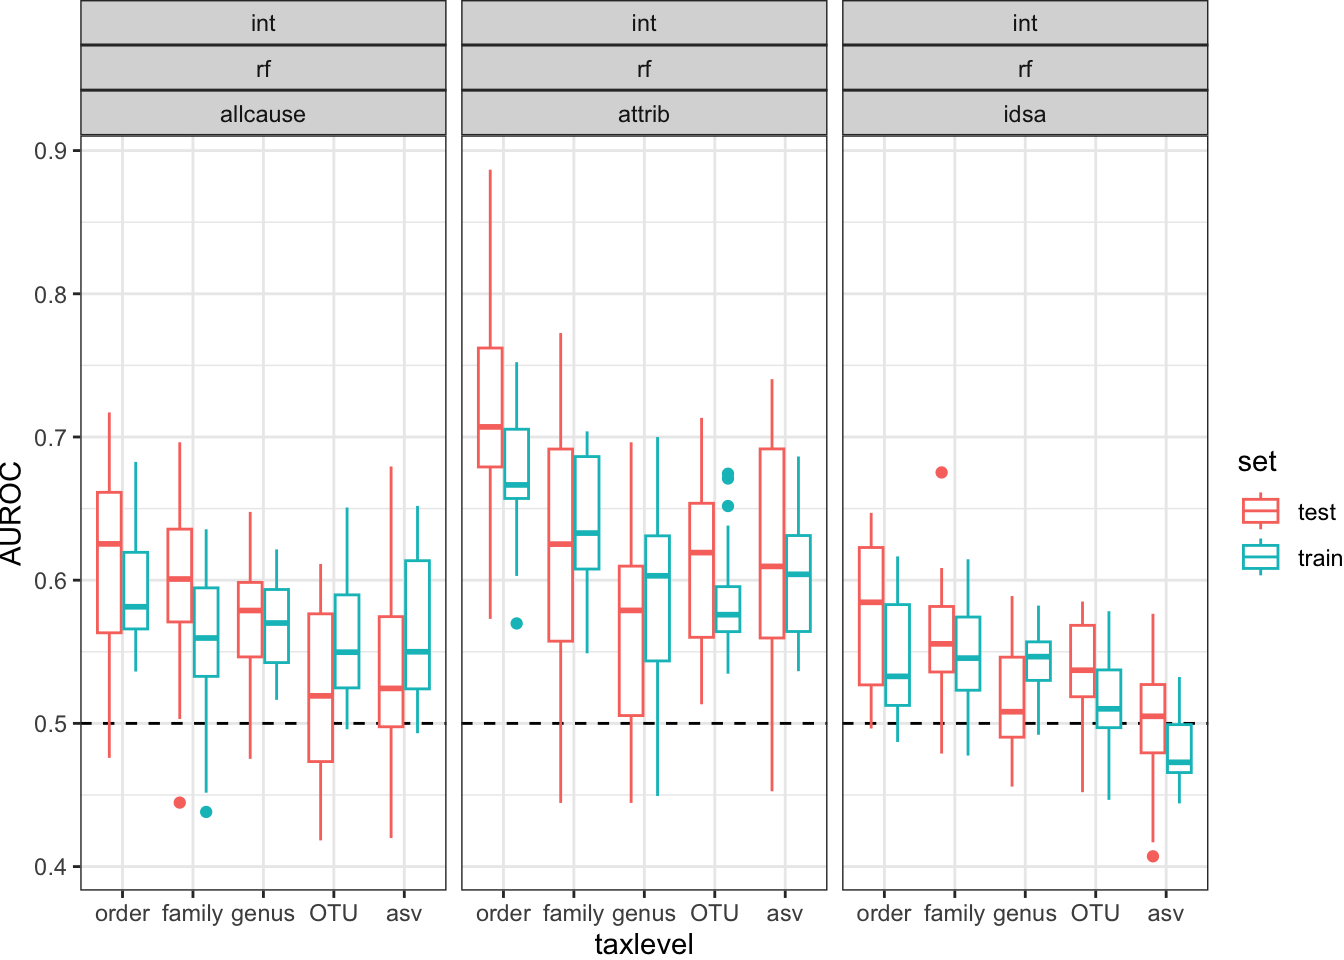 int int int
rf rf rf
allcause attrib idsa
0.9
0.8
0.7
0.6
0.5
0.4
AUROC
order family genus OTU asv order family genus OTU asv order family genus OTU asv
taxlevel
set
test
train